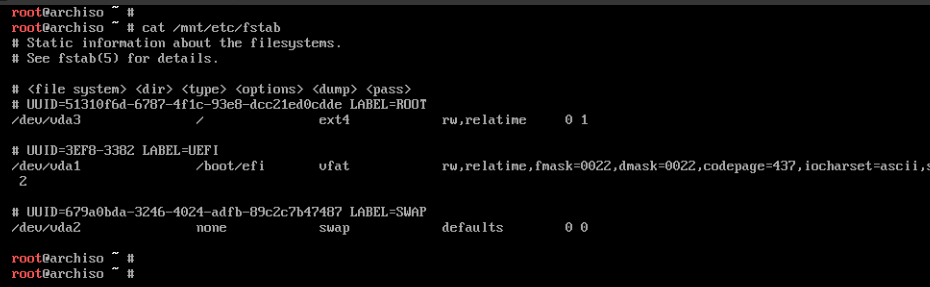 root@archiso ~ #
root@archiso ~ # cat /mnt/etc/fstab
# Static information about the filesystems.
# See fstab(5) for details.

# <file system> <dir> <type> <options> <dump> <pass>
# UUID=51310f6d-6787-4f1c-93e8-dcc21ed0cdde LABEL=ROOT
/dev/vda3 / ext4 rw,relatime 0 1

# UUID=3EF8-3382 LABEL=UEFI
/dev/vda1 /boot/efi vfat rw,relatime,fmask=0022,dmask=0022,codepage=437,iocharset=ascii,s
2

# UUID=679a0bda-3246-4024-adfb-89c2c7b47487 LABEL=SWAP
/dev/vda2 none swap defaults 0 0

root@archiso ~ #
root@archiso ~ #